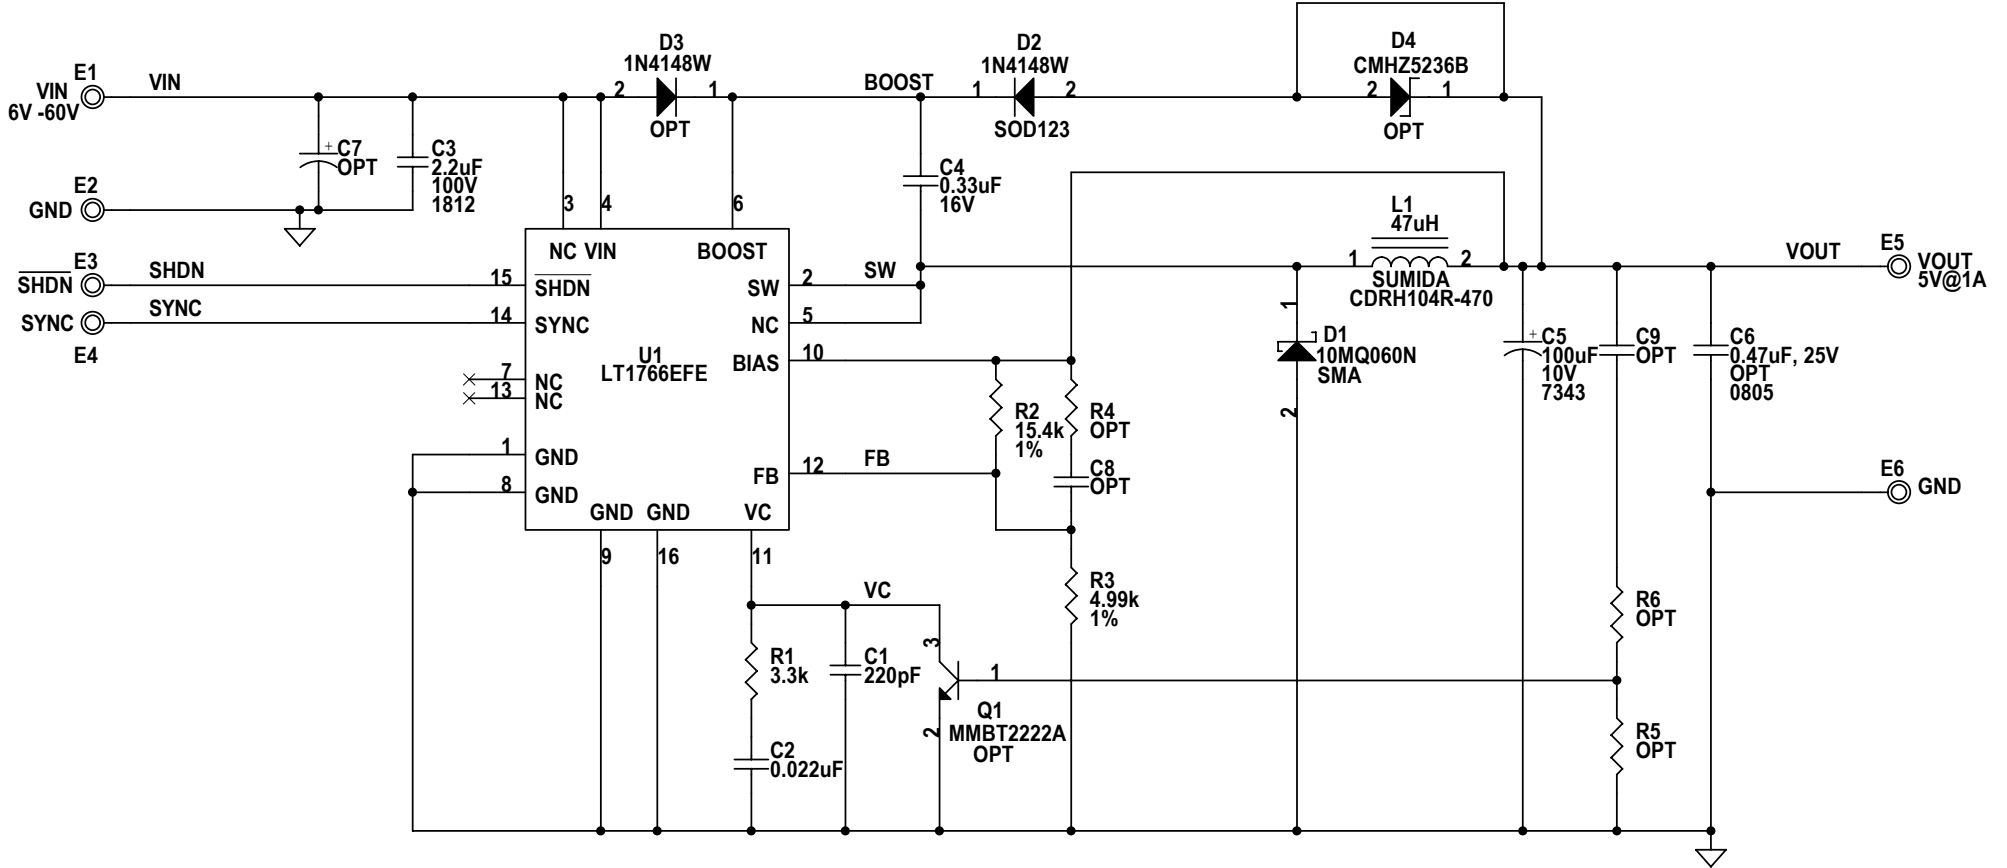 E1
VIN
6V -60V
VIN
D3
1N4148W
2
1
OPT
BOOST
D2
1N4148W
1
2
SOD123
D4
CMHZ5236B
2
1
OPT
+
C7
OPT
C3
2.2uF
100V
1812
E2
GND
3
4
6
C4
0.33uF
16V
L1
47uH
1
2
SUMIDA
CDRH104R-470
NC VIN
BOOST
E3
SHDN
SHDN
15
SHDN
SW
2
SW
SYNC
SYNC
E4
14
SYNC
NC
5
VOUT
E5
VOUT
5V@1A
U1
LT1766EFE
BIAS
10
7
NC
13
NC
1
D1
10MQ060N
SMA
2
+
C5
100uF
10V
7343
C9
OPT
C6
0.47uF, 25V
OPT
0805
R2
15.4k
1%
R4
OPT
1
GND
8
GND
FB
12
FB
C8
OPT
E6
GND
GND
GND
VC
9
16
11
VC
R3
4.99k
1%
R6
OPT
R1
3.3k
C1
220pF
3
1
Q1
MMBT2222A
OPT
2
R5
OPT
C2
0.022uF